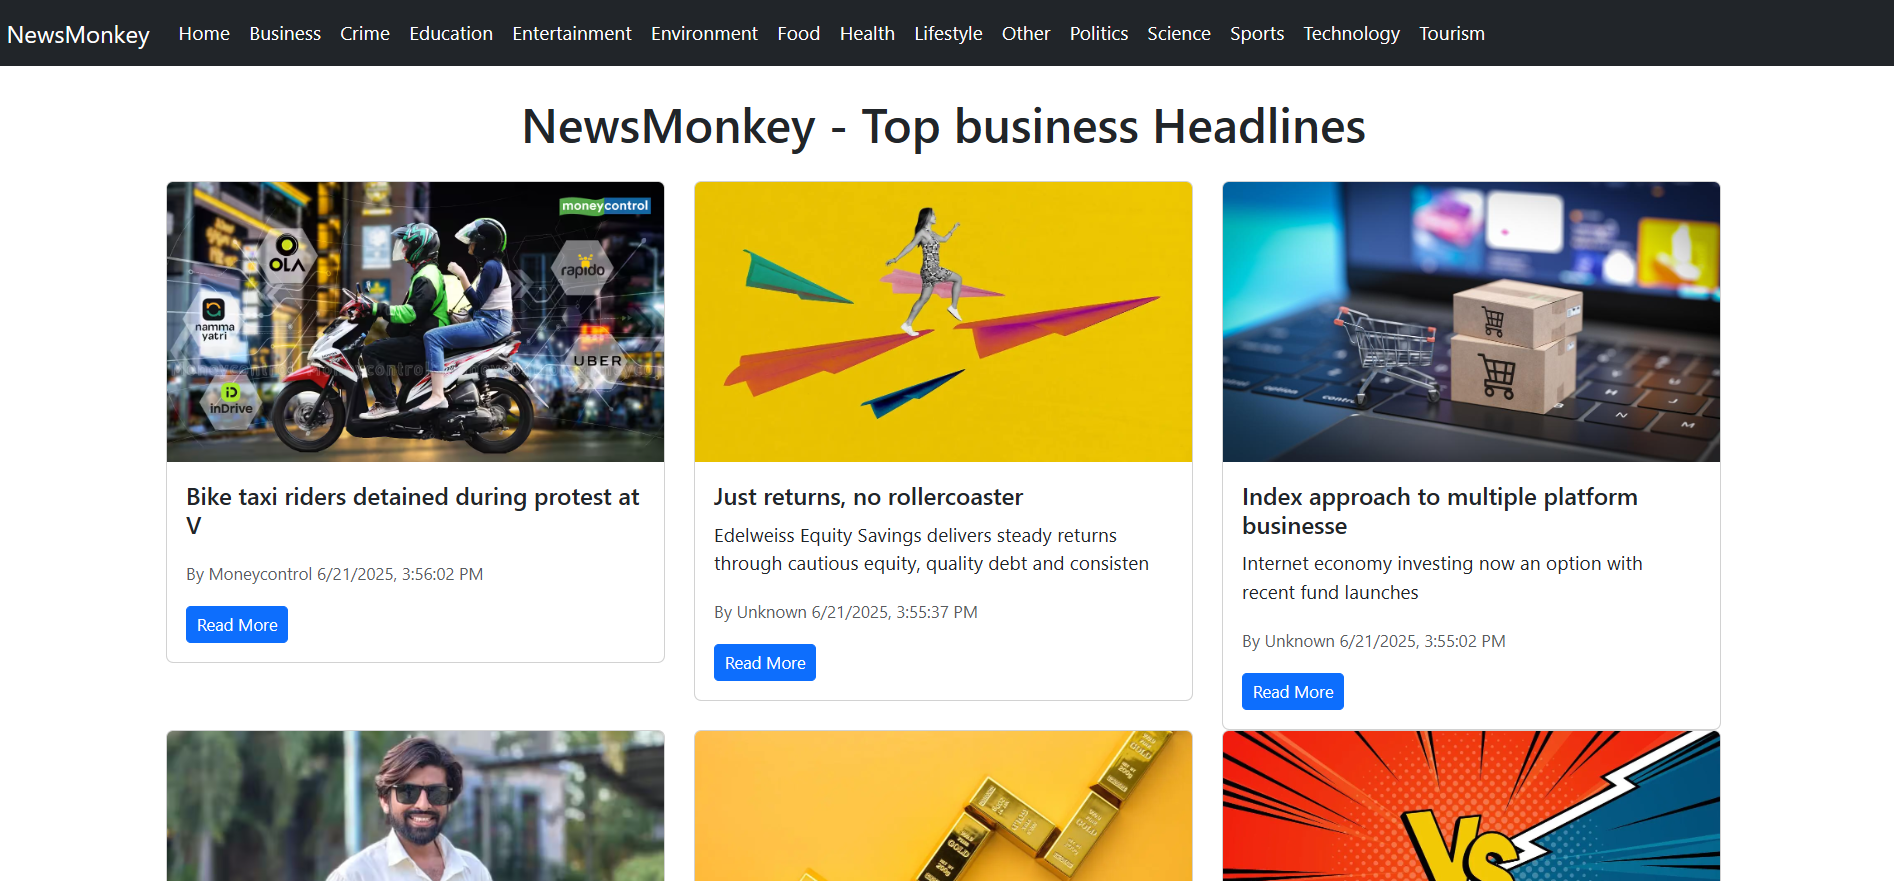 NewsMonkey Home Business Crime Education Entertainment Environment Food Health Lifestyle Other Politics Science Sports Technology Tourism
NewsMonkey - Top business Headlines
moneycontrol
OLA
rapido
namma
yatri
UBER
inDrive
Bike taxi riders detained during protest at
V
By Moneycontrol 6/21/2025, 3:56:02 PM
Read More
Just returns, no rollercoaster
Edelweiss Equity Savings delivers steady returns
through cautious equity, quality debt and consisten
By Unknown 6/21/2025, 3:55:37 PM
Read More
option
control
N
M
Index approach to multiple platform
businesse
Internet economy investing now an option with
recent fund launches
By Unknown 6/21/2025, 3:55:02 PM
Read More
GOLD
GOLD
GOLD
VS